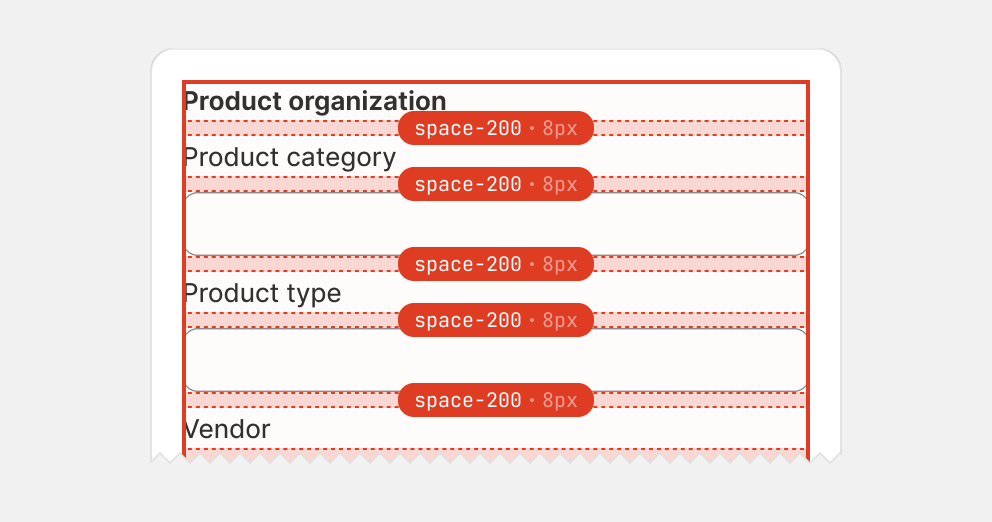 Product organization
space-200 • 8px
Product category
space-200 • 8px
space-200 • 8px
Product type
space-200 • 8px
space-200 • 8px
Vendor